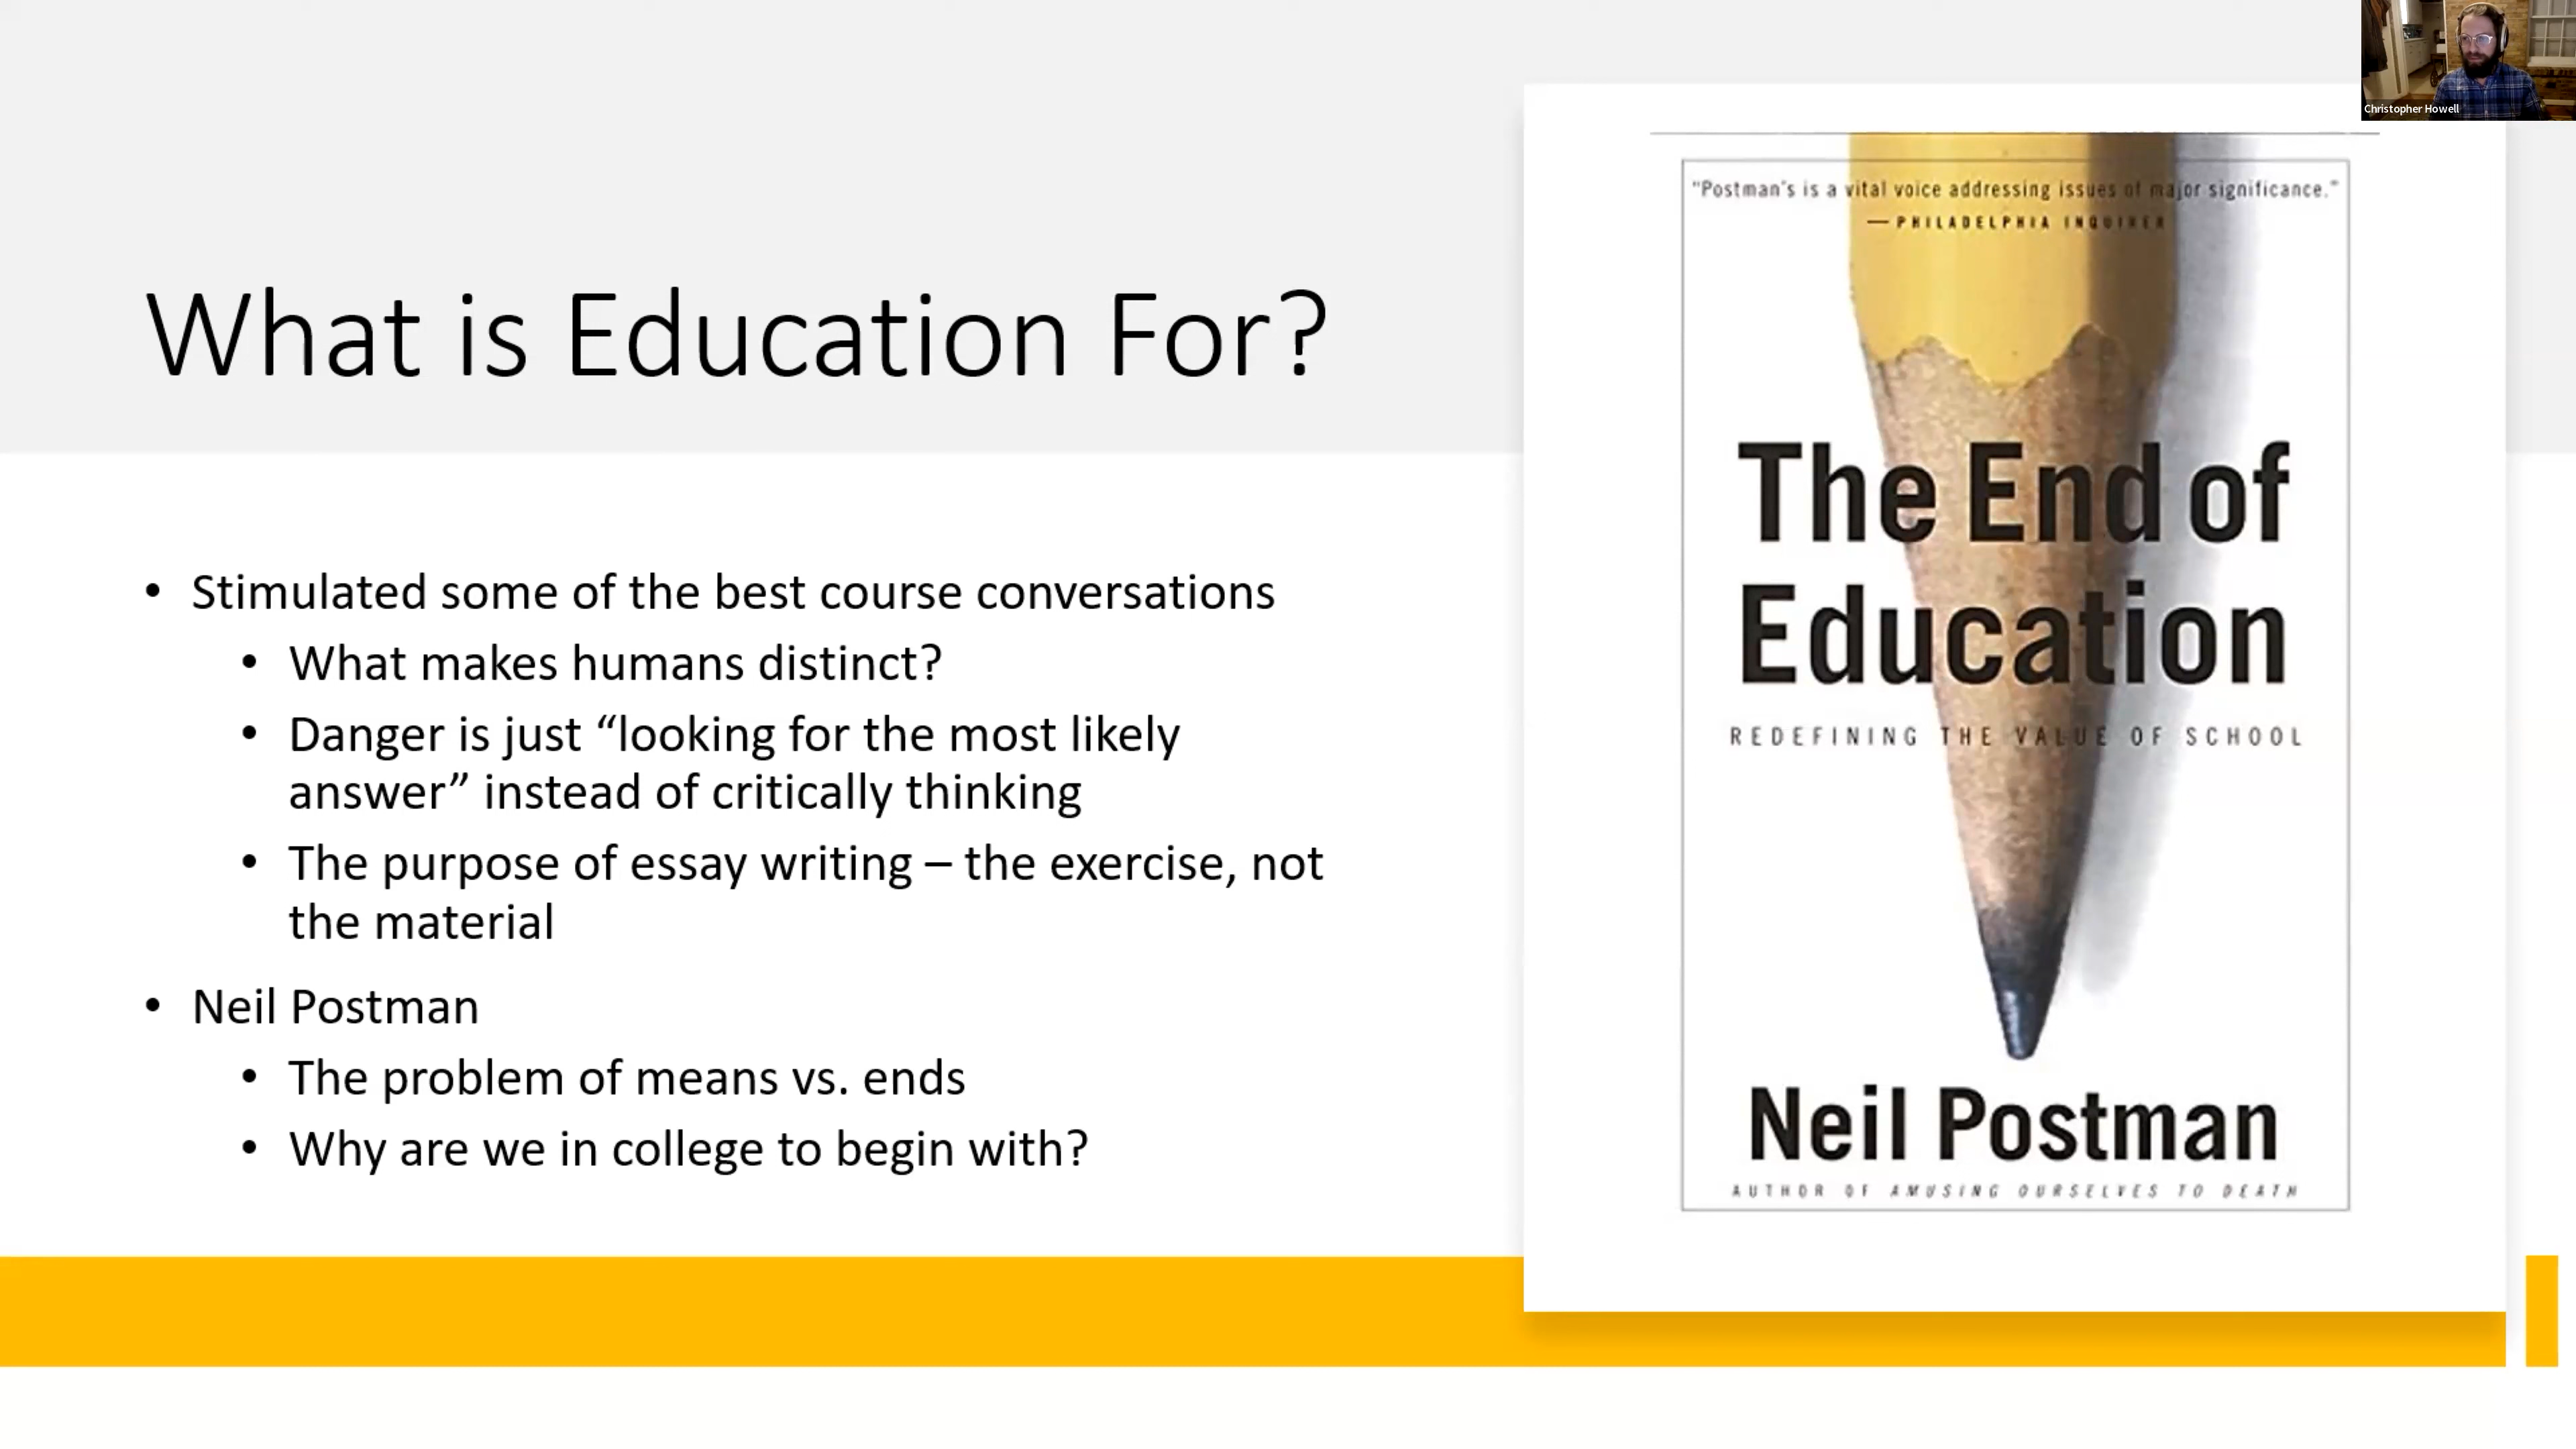 Christopher Howell
What is Education For?
• Stimulated some of the best course conversations
• What makes humans distinct?
• Danger is just “looking for the most likely
answer” instead of critically thinking
• The purpose of essay writing – the exercise, not
the material
• Neil Postman
• The problem of means vs. ends
• Why are we in college to begin with?
"Postman's is a vital voice addressing issues of major significance."
—PHILADELPHIA INQUIRER
The End of
Education
REDEFINING THE VALUE OF SCHOOL
Neil Postman
AUTHOR OF AMUSING OURSELVES TO DEATH